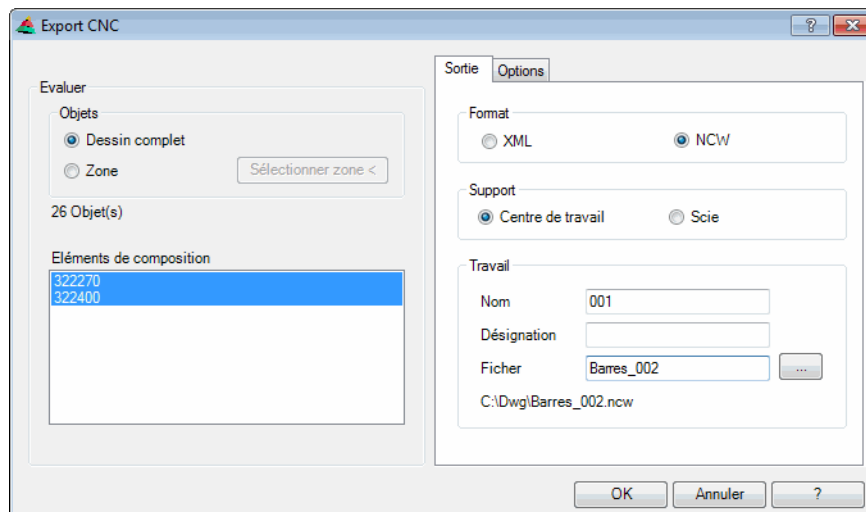 Export CNC
?
Evaluer
Objets
Dessin complet
Zone
Sélectionner zone <
26 Objet(s)
Eléments de composition
322270
322400
Sortie
Options
Format
XML
NCW
Support
Centre de travail
Scie
Travail
Nom
001
Désignation
Ficher
Barres_002
...
C:\Dwg\Barres_002.ncw
OK
Annuler
?